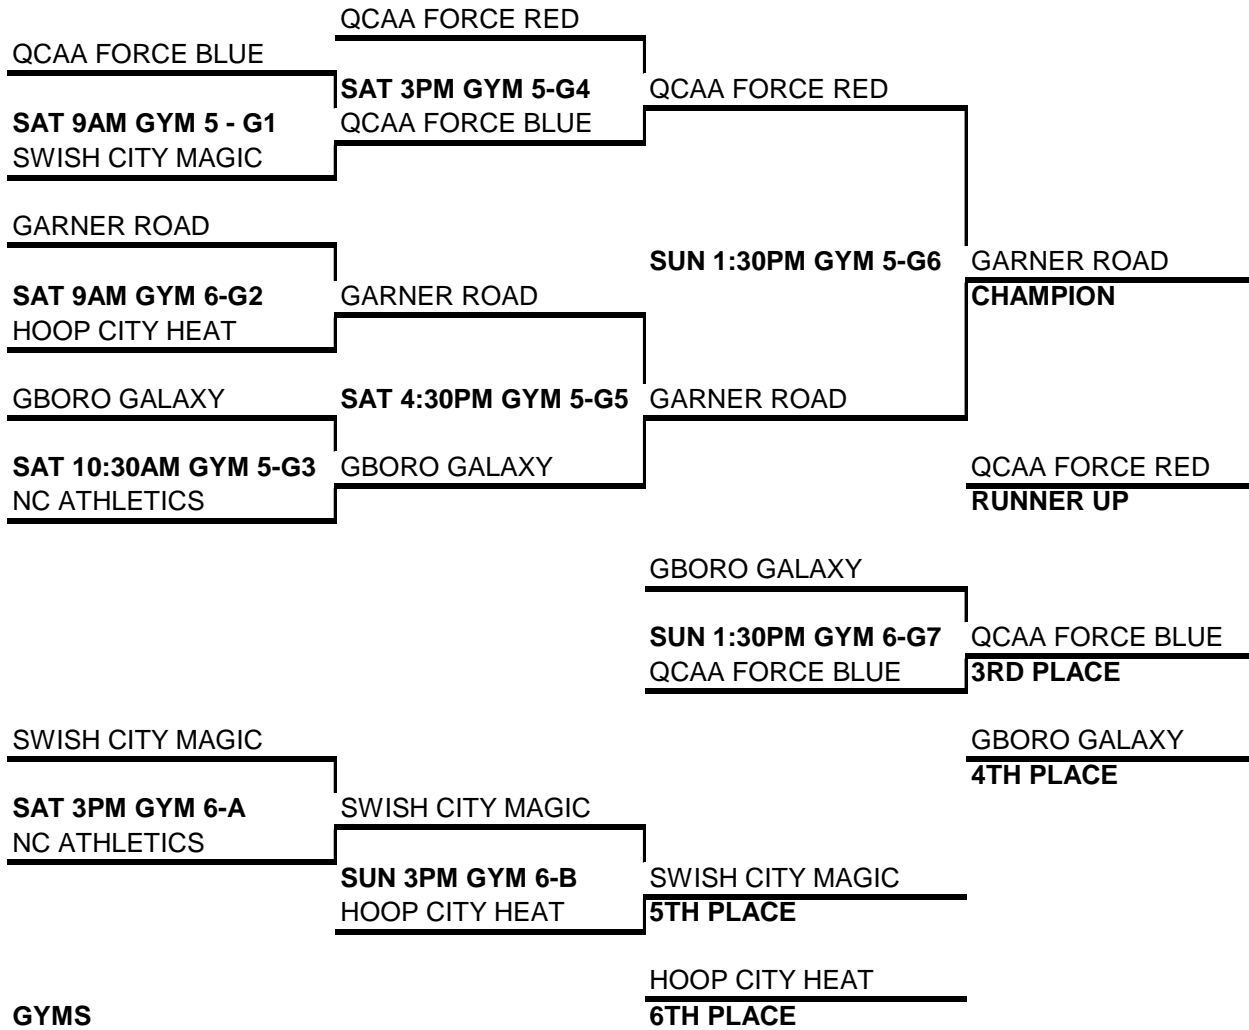 QCAA FORCE RED
QCAA FORCE BLUE
SAT 3PM GYM 5-G4
QCAA FORCE RED
SAT 9AM GYM 5 - G1
QCAA FORCE BLUE
SWISH CITY MAGIC
GARNER ROAD
SUN 1:30PM GYM 5-G6
GARNER ROAD
SAT 9AM GYM 6-G2
GARNER ROAD
CHAMPION
HOOP CITY HEAT
GBORO GALAXY
SAT 4:30PM GYM 5-G5
GARNER ROAD
SAT 10:30AM GYM 5-G3
GBORO GALAXY
QCAA FORCE RED
NC ATHLETICS
RUNNER UP
GBORO GALAXY
SUN 1:30PM GYM 6-G7
QCAA FORCE BLUE
QCAA FORCE BLUE
3RD PLACE
SWISH CITY MAGIC
GBORO GALAXY
4TH PLACE
SAT 3PM GYM 6-A
SWISH CITY MAGIC
NC ATHLETICS
SUN 3PM GYM 6-B
SWISH CITY MAGIC
HOOP CITY HEAT
5TH PLACE
HOOP CITY HEAT
GYMS
6TH PLACE